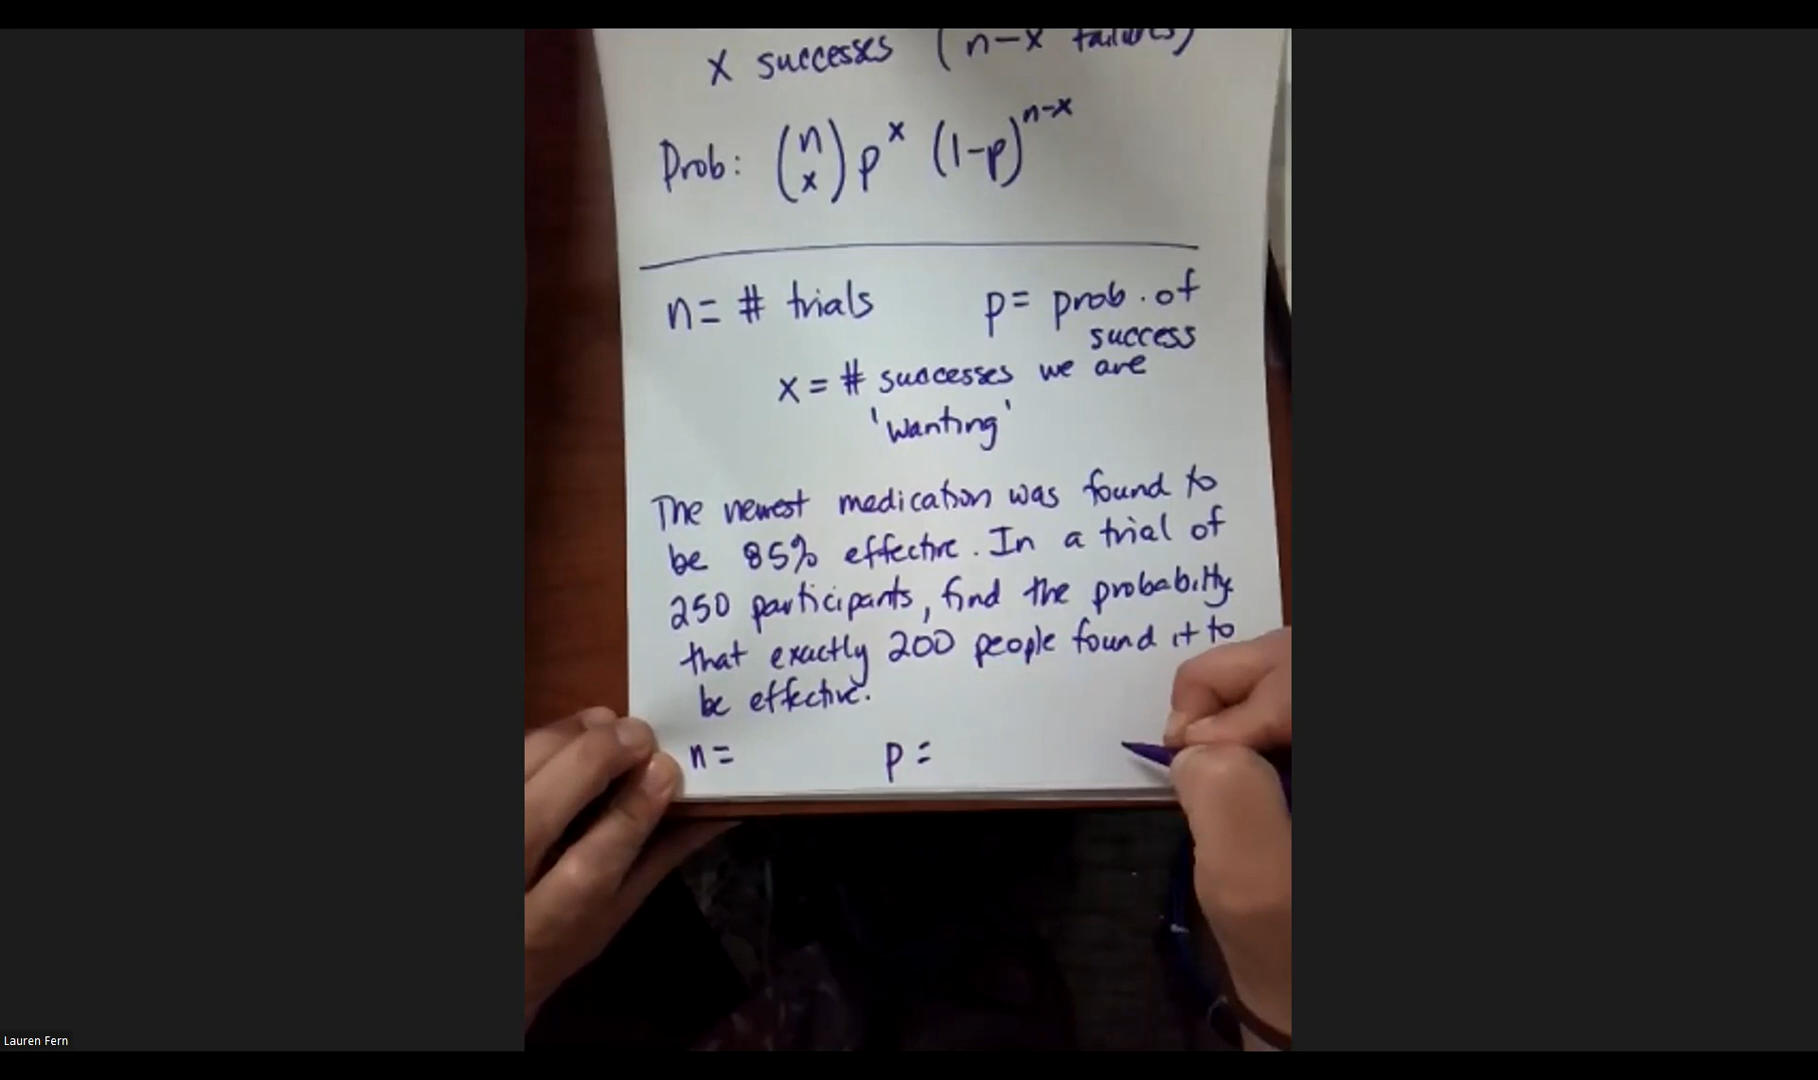 x successes (n-x failures)
Prob: (n x) p^x (1-p)^n-x
n = # trials p = prob. of
success
x = # successes we are
'wanting'
The newest medication was found to
be 85% effective. In a trial of
250 participants, find the probability
that exactly 200 people found it to
be effective.
n = p =
Lauren Fern